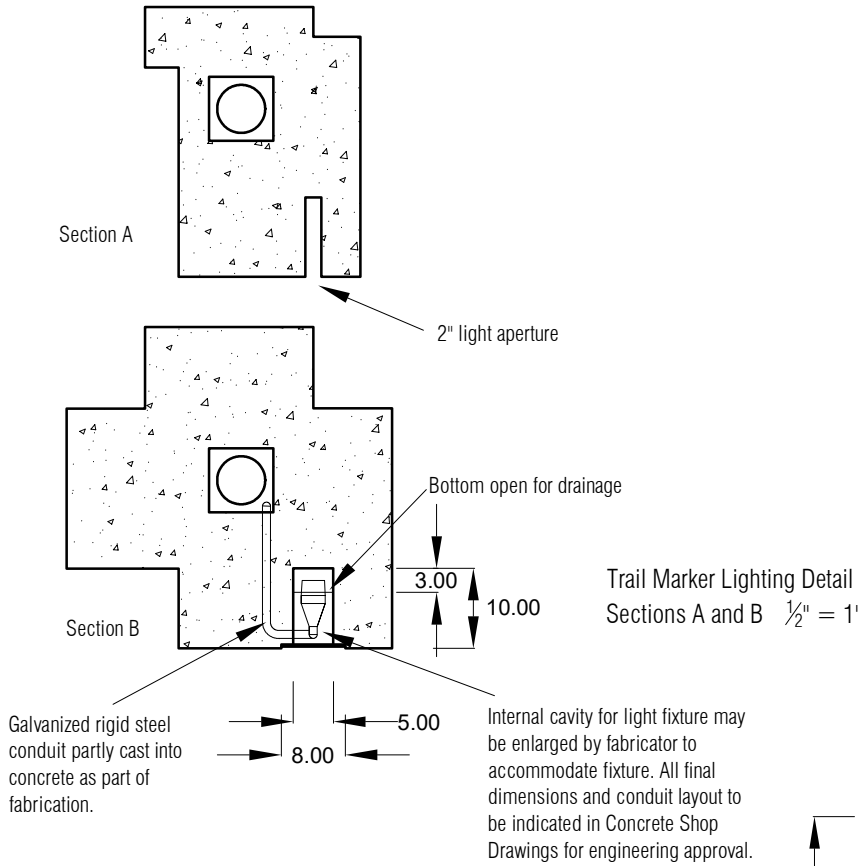 Section A
2" light aperture
Bottom open for drainage
3.00
10.00
Trail Marker Lighting Detail
Sections A and B ½" = 1'
Section B
Galvanized rigid steel
conduit partly cast into
concrete as part of
fabrication.
5.00
8.00
Internal cavity for light fixture may
be enlarged by fabricator to
accommodate fixture. All final
dimensions and conduit layout to
be indicated in Concrete Shop
Drawings for engineering approval.